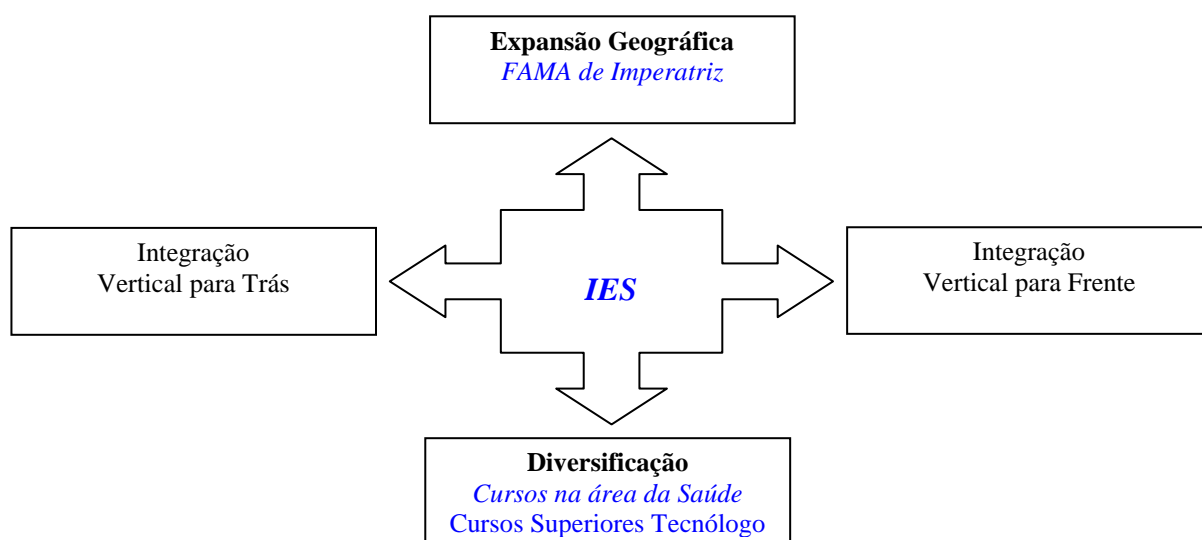 Expansão Geográfica
FAMA de Imperatriz
Integração
Vertical para Trás
IES
Integração
Vertical para Frente
Diversificação
Cursos na área da Saúde
Cursos Superiores Tecnólogo